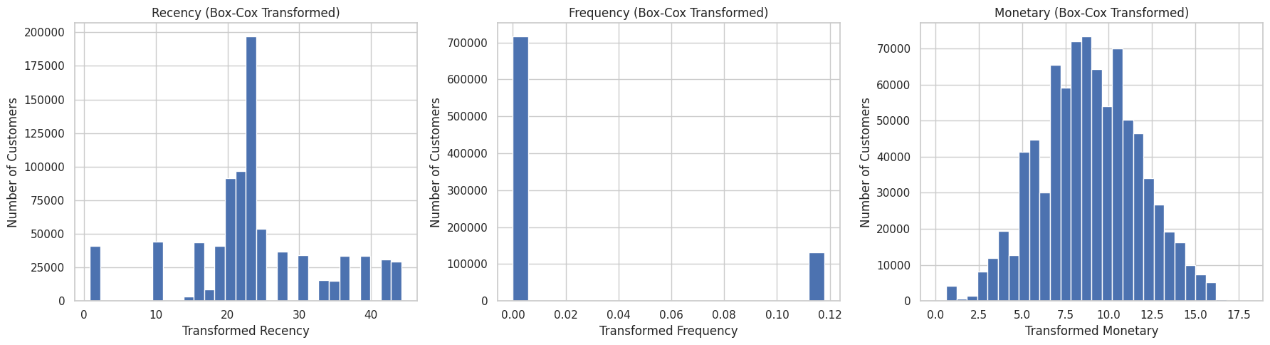 Recency (Box-Cox Transformed)
200000
175000
150000
125000
100000
75000
50000
25000
0
Number of Customers
0 10 20 30 40
Transformed Recency
Frequency (Box-Cox Transformed)
700000
600000
500000
400000
300000
200000
100000
0
Number of Customers
0.00 0.02 0.04 0.06 0.08 0.10 0.12
Transformed Frequency
Monetary (Box-Cox Transformed)
70000
60000
50000
40000
30000
20000
10000
0
Number of Customers
0.0 2.5 5.0 7.5 10.0 12.5 15.0 17.5
Transformed Monetary